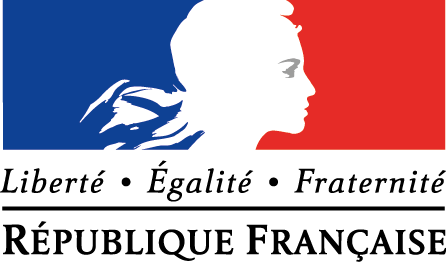 Liberté • Égalité • Fraternité
RÉPUBLIQUE FRANÇAISE